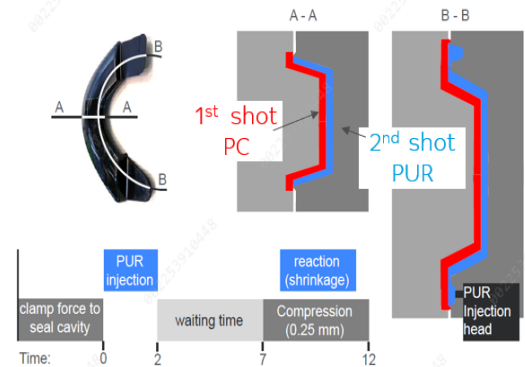 A - A
B - B
B
A
A
B
1st shot
PC
2nd shot
PUR
PUR
injection
reaction
(shrinkage)
PUR
Injection
head
clamp force to
seal cavity
waiting time
Compression
(0.25 mm)
Time:
0
2
7
12
002253910448